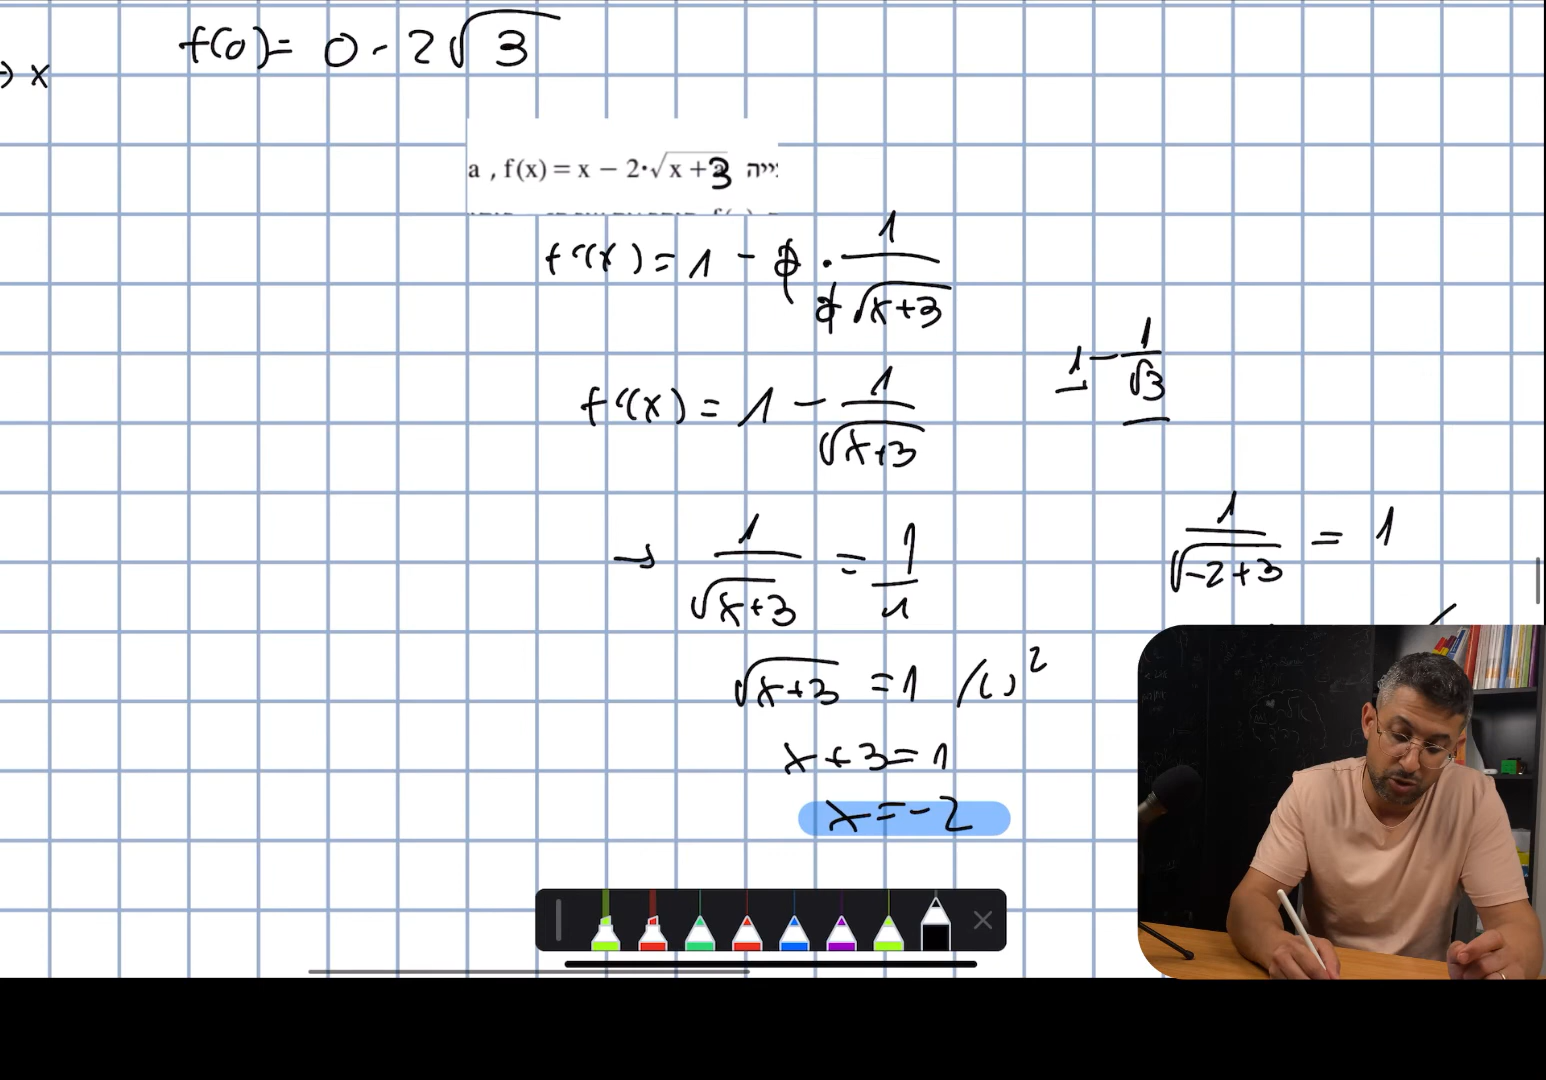 f(0) = 0 - 2√3
→ x
a , f(x) = x − 2·√x + 3
f'(x) = 1 - 2 · 1/(2√x+3)
f'(x) = 1 - 1/√x+3
1 - 1/√3
→ 1/√x+3 = 1/1
1/√-2+3 = 1
√x+3 = 1 /( )²
x + 3 = 1
x = -2